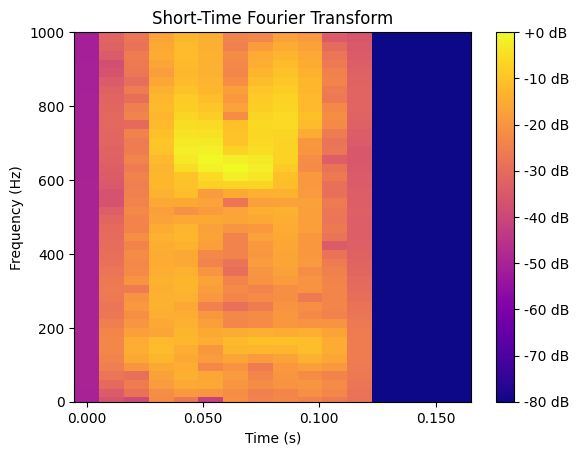 Short-Time Fourier Transform
Frequency (Hz)
1000
800
600
400
200
0
0.000
0.050
0.100
0.150
Time (s)
+0 dB
-10 dB
-20 dB
-30 dB
-40 dB
-50 dB
-60 dB
-70 dB
-80 dB